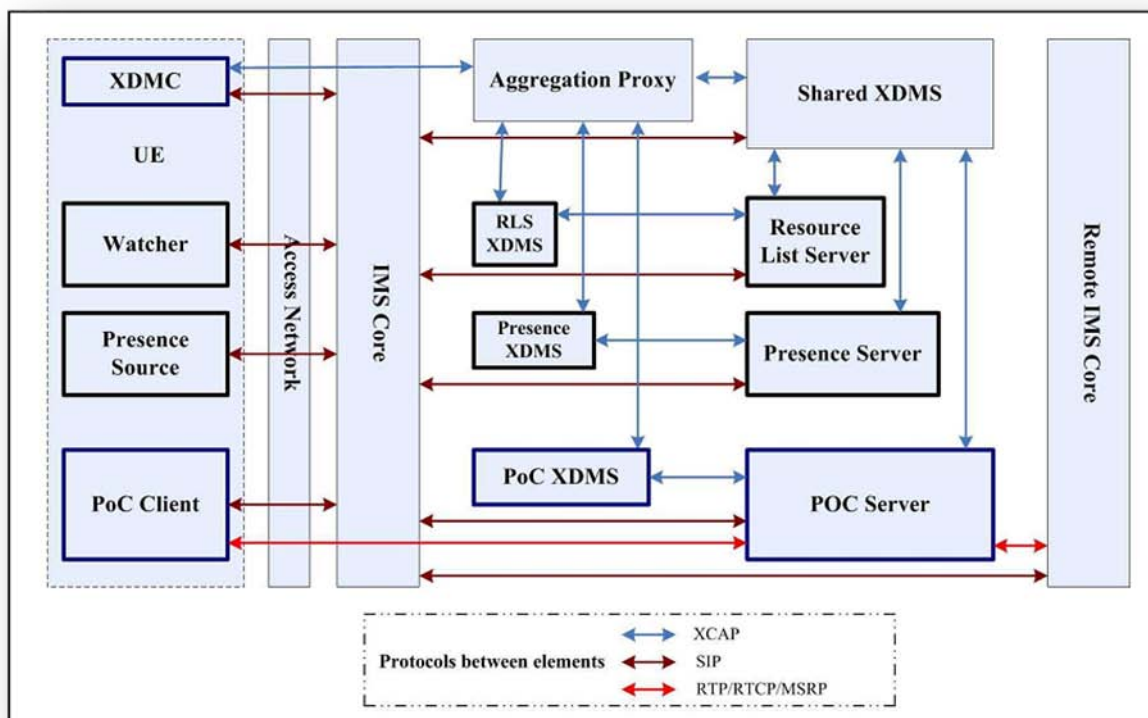 XDMC
UE
Watcher
Presence
Source
PoC Client
Access Network
IMS Core
Aggregation Proxy
Shared XDMS
RLS
XDMS
Resource
List Server
Presence
XDMS
Presence Server
PoC XDMS
POC Server
Remote IMS Core
Protocols between elements
XCAP
SIP
RTP/RTCP/MSRP